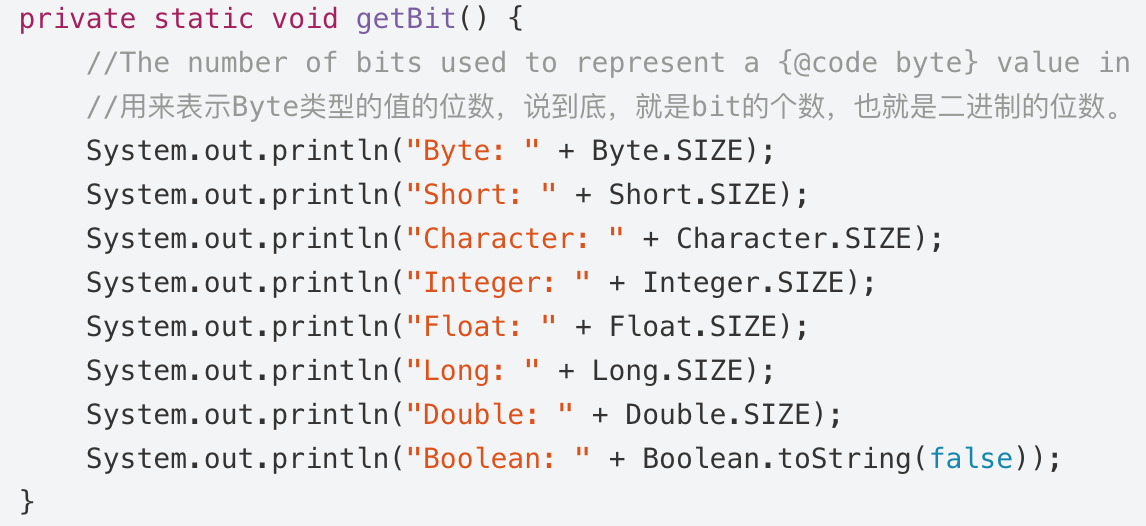 private static void getBit() {
//The number of bits used to represent a {@code byte} value in
//用来表示Byte类型的值的位数，说到底，就是bit的个数，也就是二进制的位数。
System.out.println("Byte: " + Byte.SIZE);
System.out.println("Short: " + Short.SIZE);
System.out.println("Character: " + Character.SIZE);
System.out.println("Integer: " + Integer.SIZE);
System.out.println("Float: " + Float.SIZE);
System.out.println("Long: " + Long.SIZE);
System.out.println("Double: " + Double.SIZE);
System.out.println("Boolean: " + Boolean.toString(false));
}